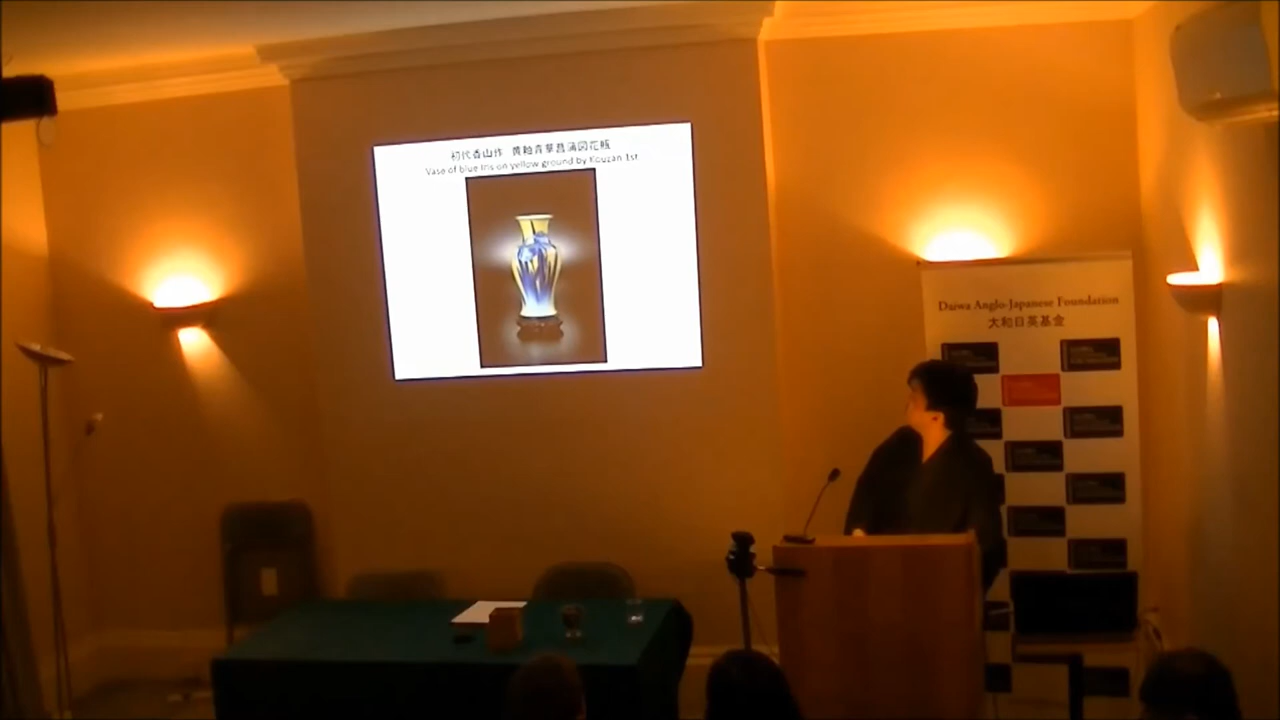 初代香山作 黄釉青華菖蒲図花瓶
Vase of blue Iris on yellow ground by Kouzan 1st
Daiwa Anglo-Japanese Foundation
大和日英基金